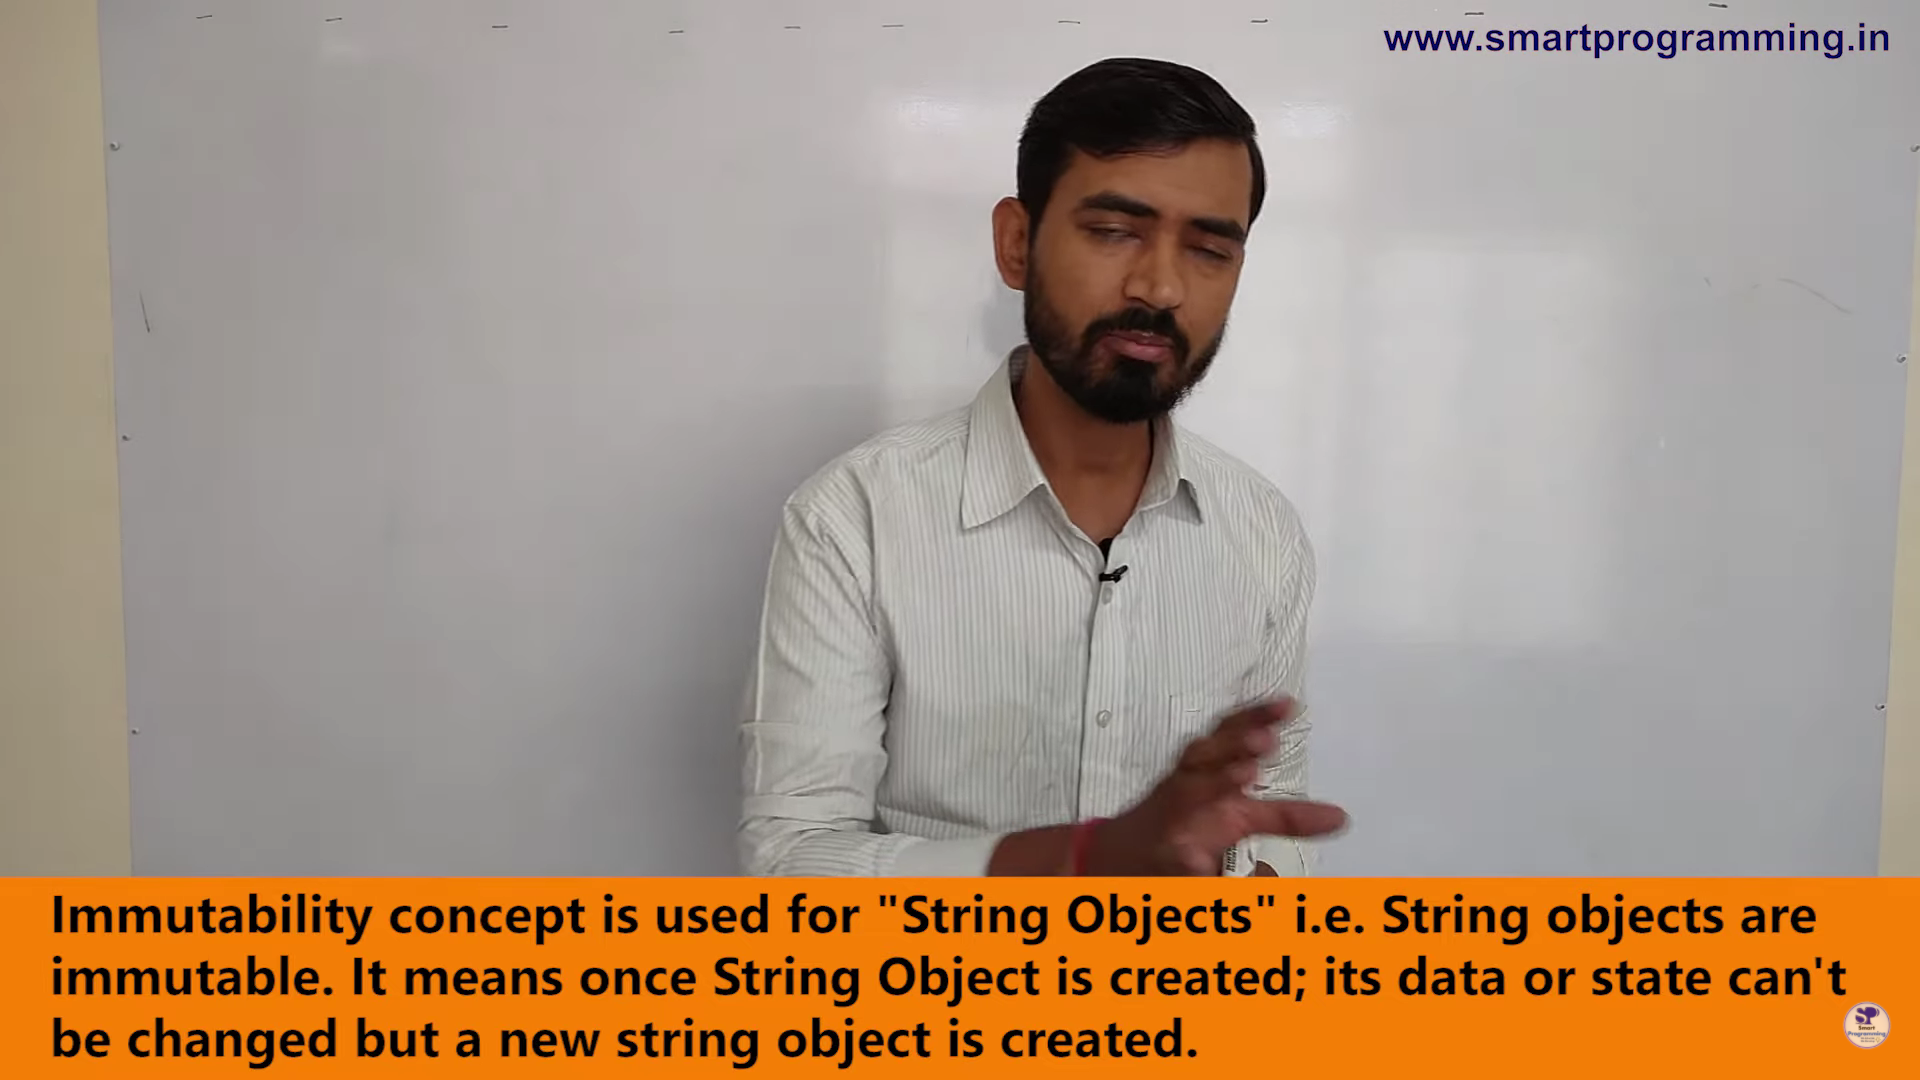 www.smartprogramming.in
Immutability concept is used for "String Objects" i.e. String objects are
immutable. It means once String Object is created; its data or state can't
be changed but a new string object is created.
SP
Smart
Programming